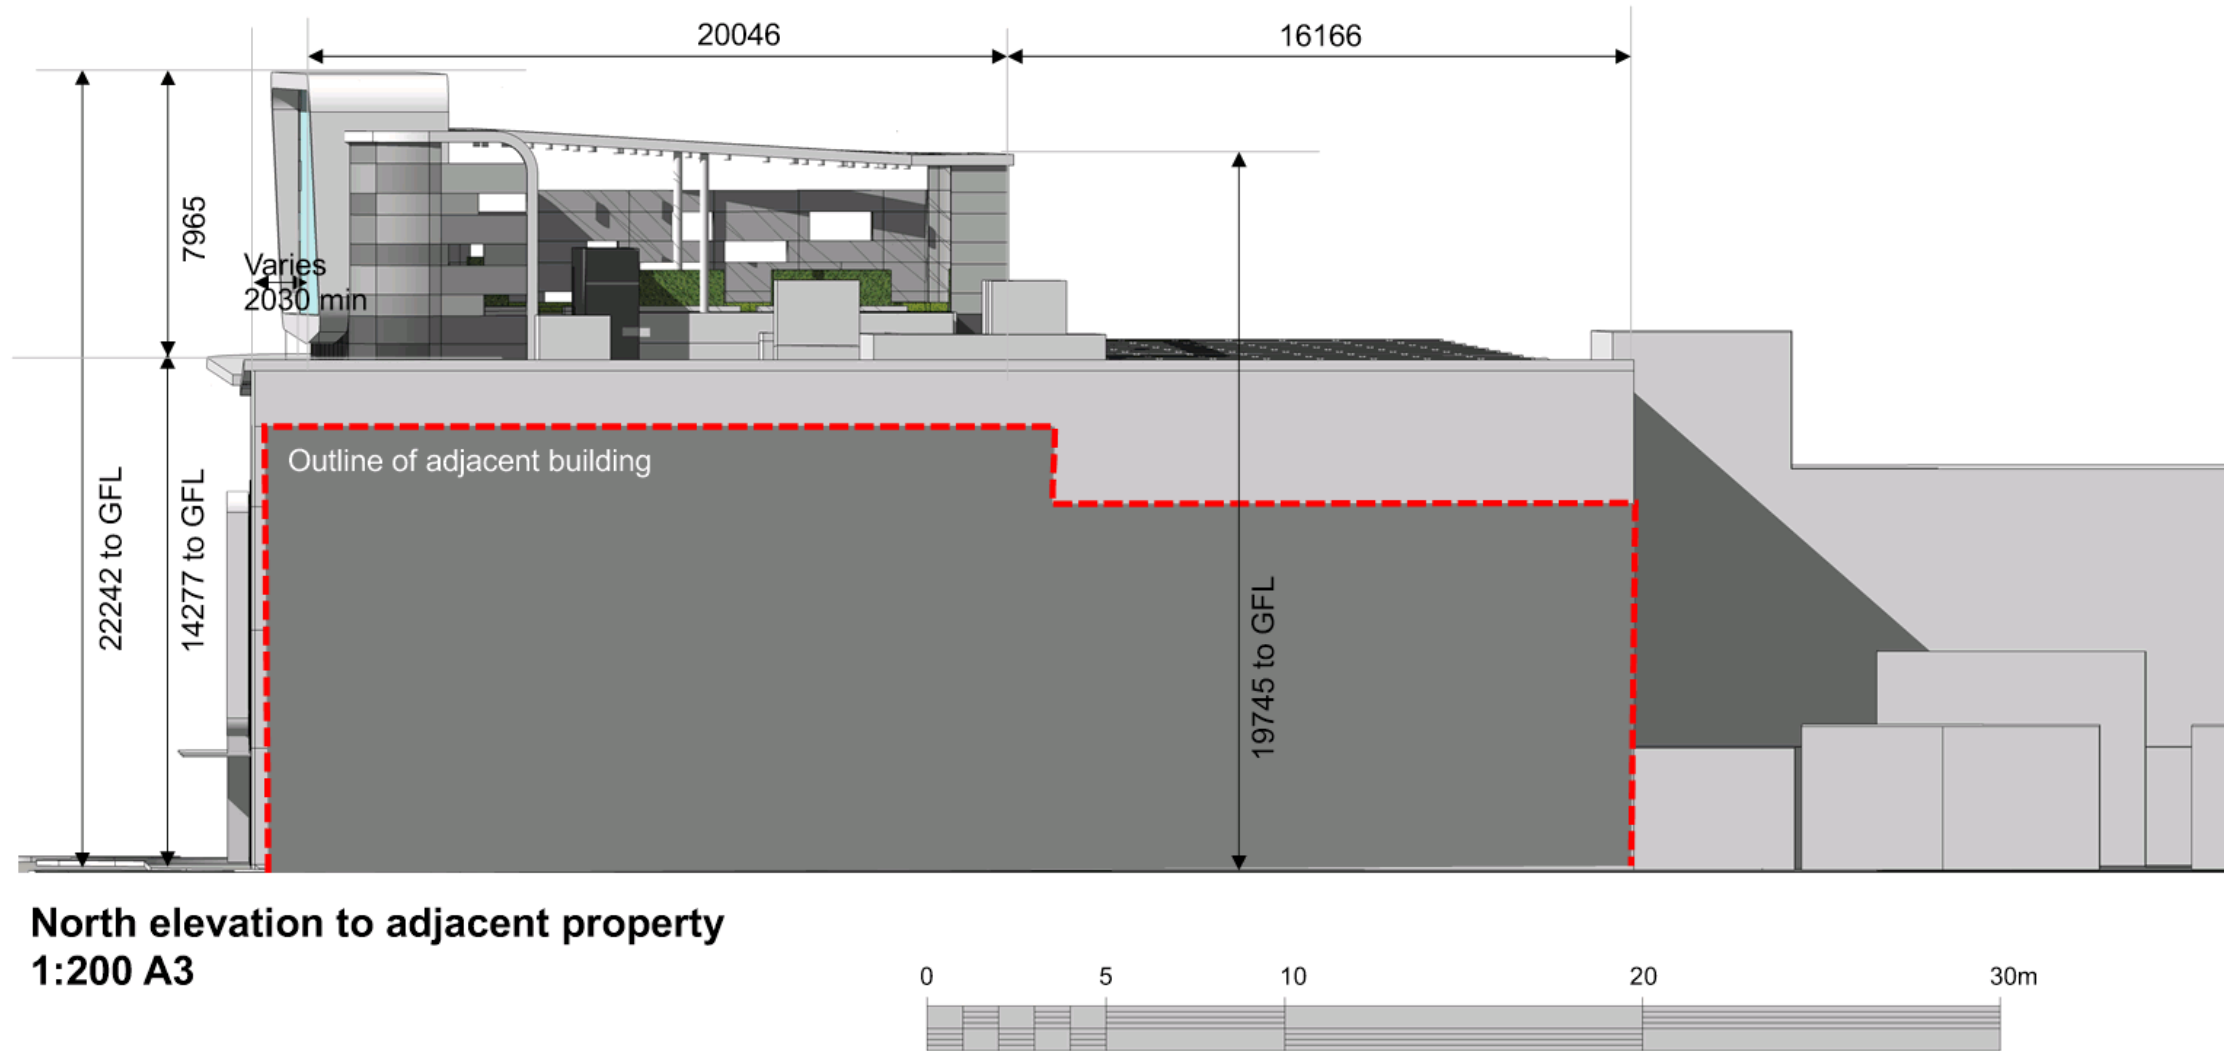 20046
16166
7965
Varies
2030 min
22242 to GFL
14277 to GFL
Outline of adjacent building
19745 to GFL
North elevation to adjacent property
1:200 A3
0 5 10 20 30m